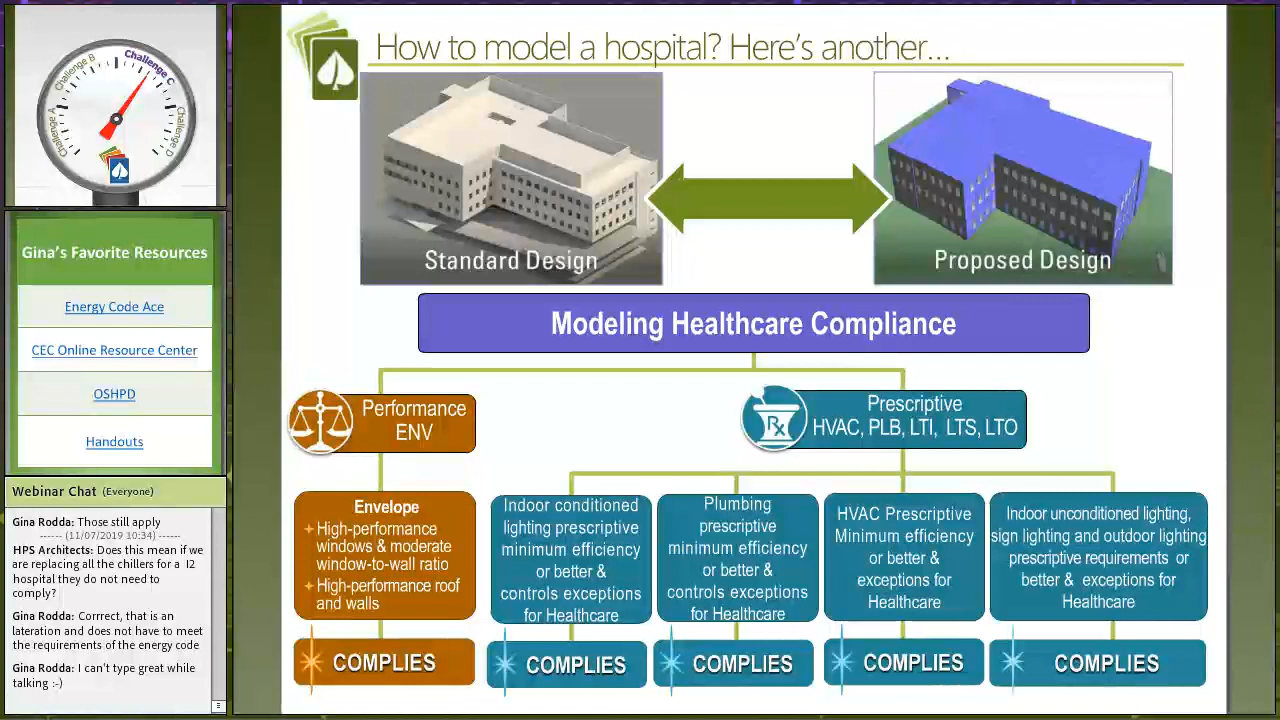 How to model a hospital? Here's another...
Challenge A
Challenge B
Challenge C
Challenge D
Standard Design
Proposed Design
Gina's Favorite Resources
Energy Code Ace
CEC Online Resource Center
OSHPD
Handouts
Modeling Healthcare Compliance
Performance
ENV
Rx
Prescriptive
HVAC, PLB, LTI, LTS, LTO
Envelope
High-performance
windows & moderate
window-to-wall ratio
High-performance roof
and walls
COMPLIES
Indoor conditioned
lighting prescriptive
minimum efficiency
or better &
controls exceptions
for Healthcare
COMPLIES
Plumbing
prescriptive
minimum efficiency
or better &
controls exceptions
for Healthcare
COMPLIES
HVAC Prescriptive
Minimum efficiency
or better &
exceptions for
Healthcare
COMPLIES
Indoor unconditioned lighting,
sign lighting and outdoor lighting
prescriptive requirements or
better & exceptions for
Healthcare
COMPLIES
Webinar Chat (Everyone)
Gina Rodda: Those still apply
------ (11/07/2019 10:34) ------
HPS Architects: Does this mean if we
are replacing all the chillers for a I2
hospital they do not need to
comply?
Gina Rodda: Corrrect, that is an
lateration and does not have to meet
the requirements of the energy code
Gina Rodda: I can't type great while
talking :-)